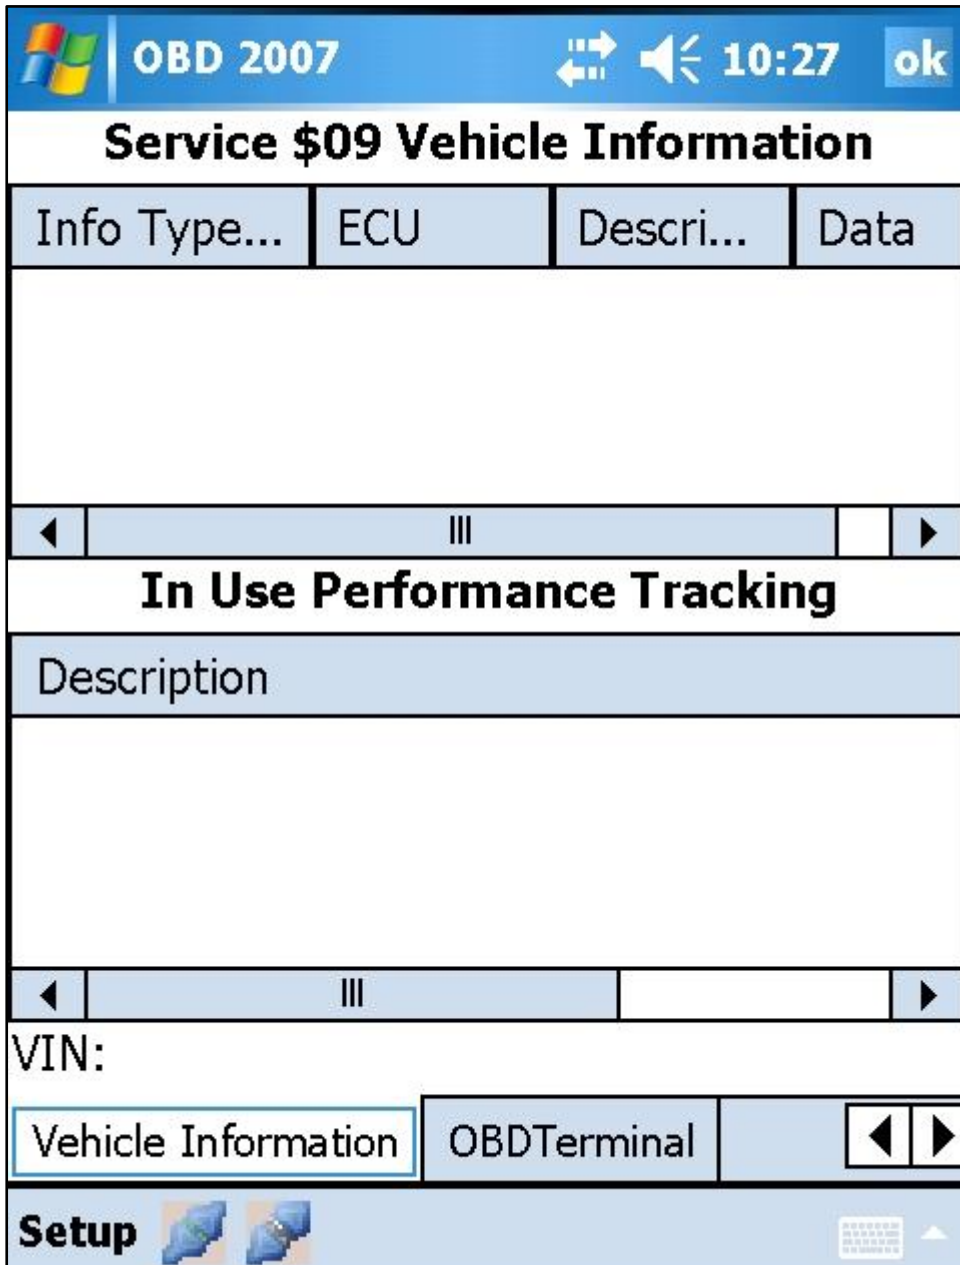 OBD 2007 10:27 ok
Service $09 Vehicle Information
Info Type... ECU Descri... Data
In Use Performance Tracking
Description
VIN:
Vehicle Information OBDTerminal
Setup